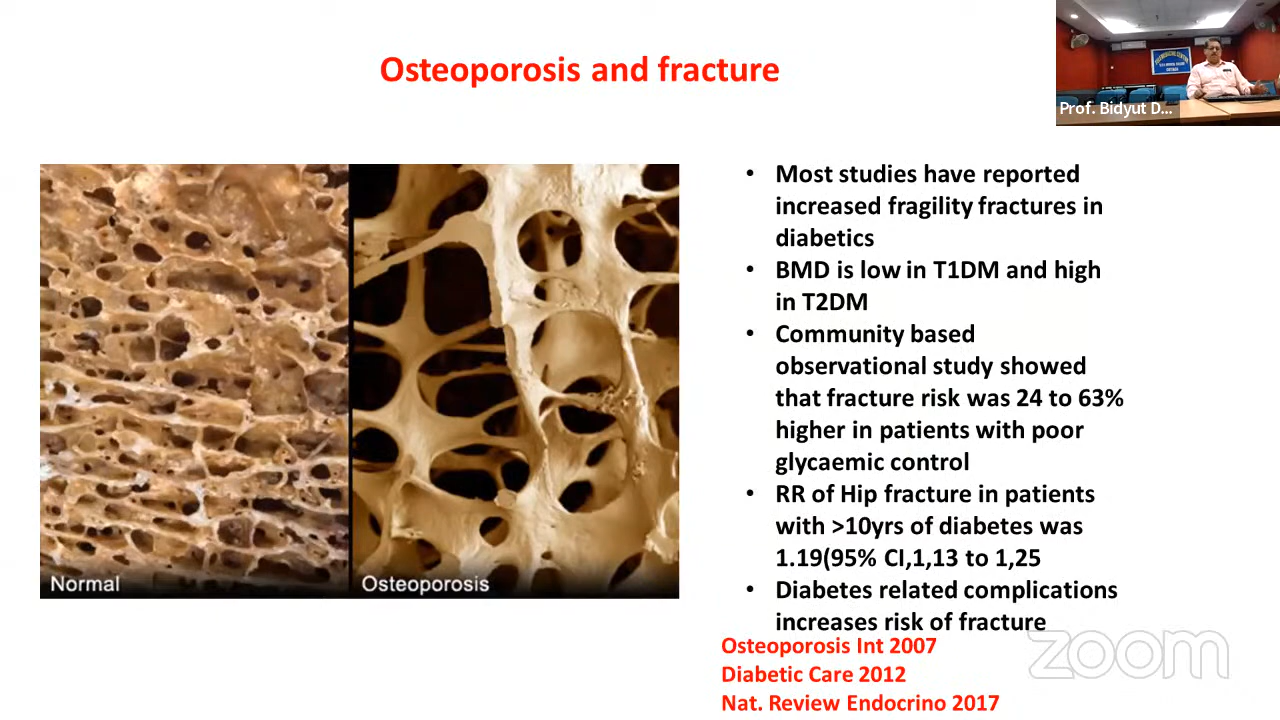 Osteoporosis and fracture
Prof. Bidyut D...
Normal
Osteoporosis
• Most studies have reported
increased fragility fractures in
diabetics
• BMD is low in T1DM and high
in T2DM
• Community based
observational study showed
that fracture risk was 24 to 63%
higher in patients with poor
glycaemic control
• RR of Hip fracture in patients
with >10yrs of diabetes was
1.19(95% CI,1,13 to 1,25
• Diabetes related complications
increases risk of fracture
Osteoporosis Int 2007
Diabetic Care 2012
Nat. Review Endocrino 2017
zoom